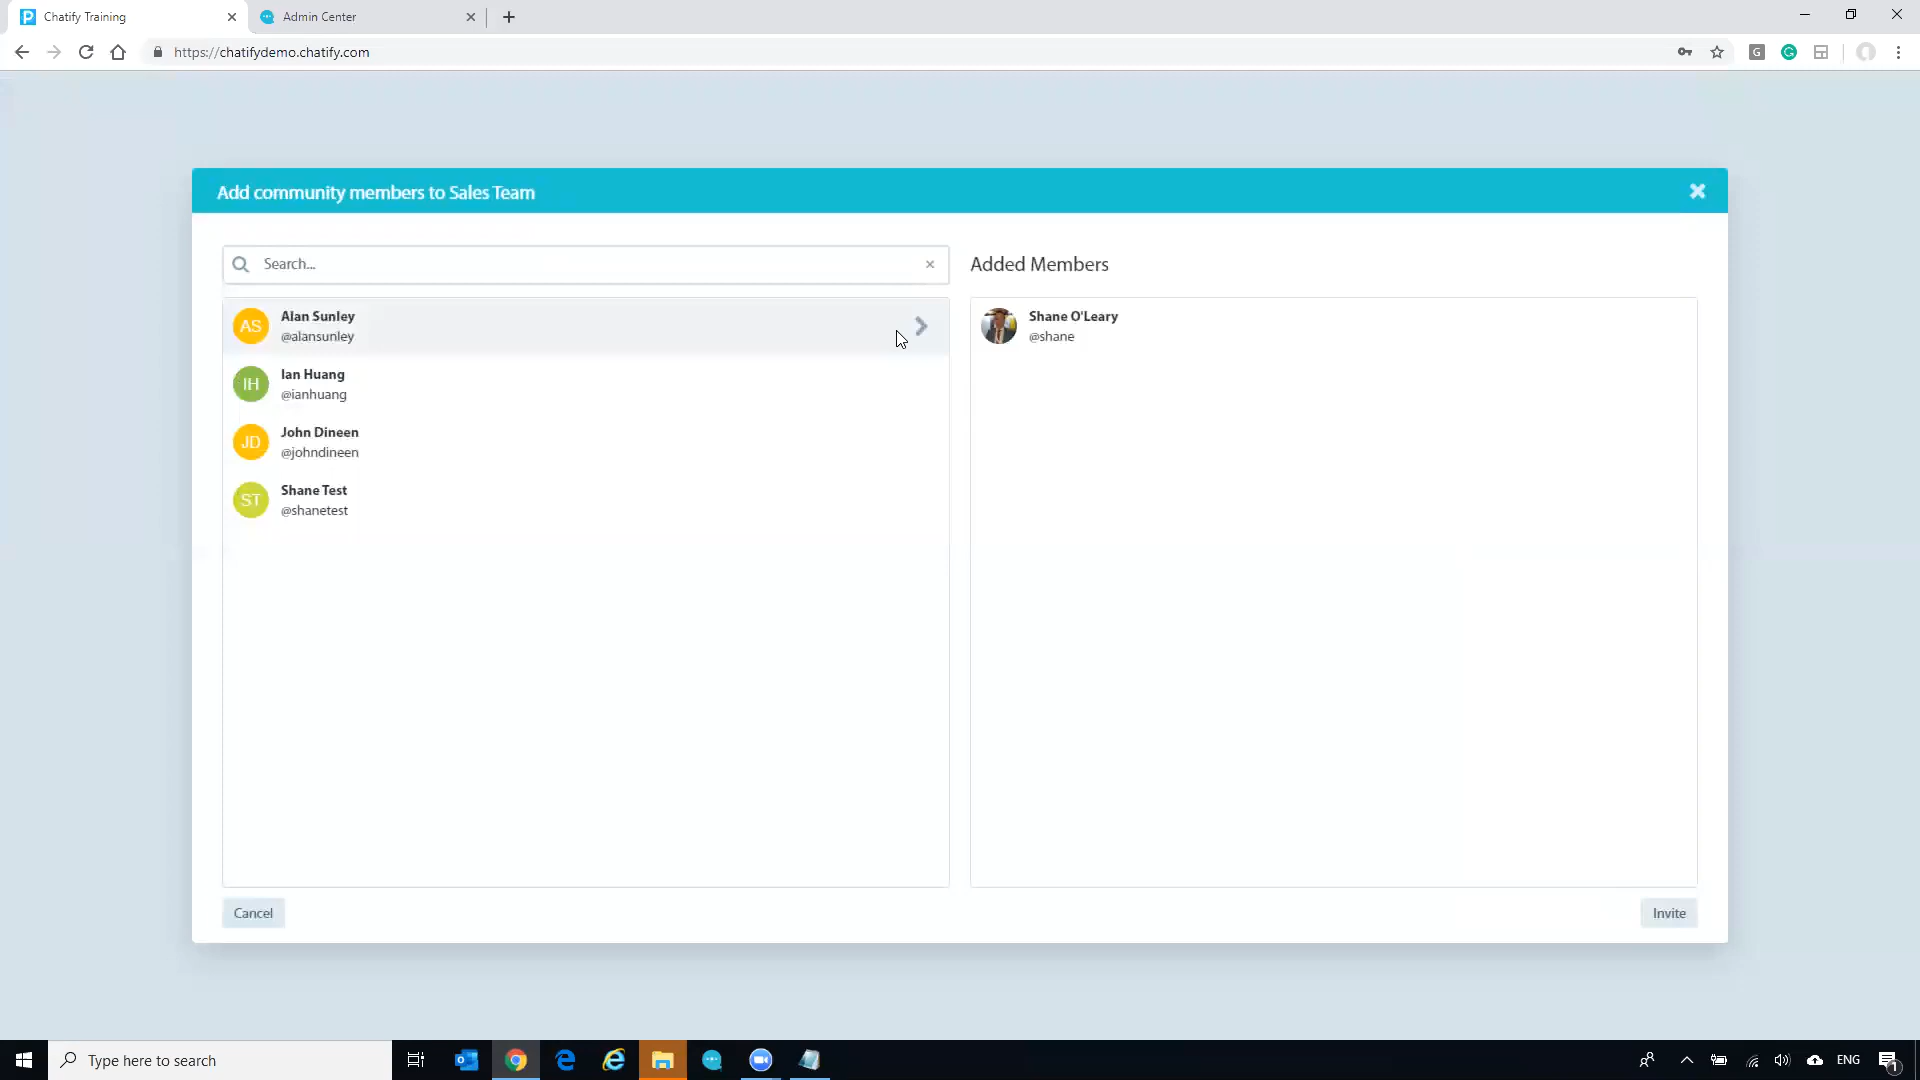 Chatify Training
Admin Center
https://chatifydemo.chatify.com
Add community members to Sales Team
Search...
Added Members
AS
Alan Sunley
@alansunley
IH
Ian Huang
@ianhuang
JD
John Dineen
@johndineen
ST
Shane Test
@shanetest
Shane O'Leary
@shane
Cancel
Invite
Type here to search
ENG
1